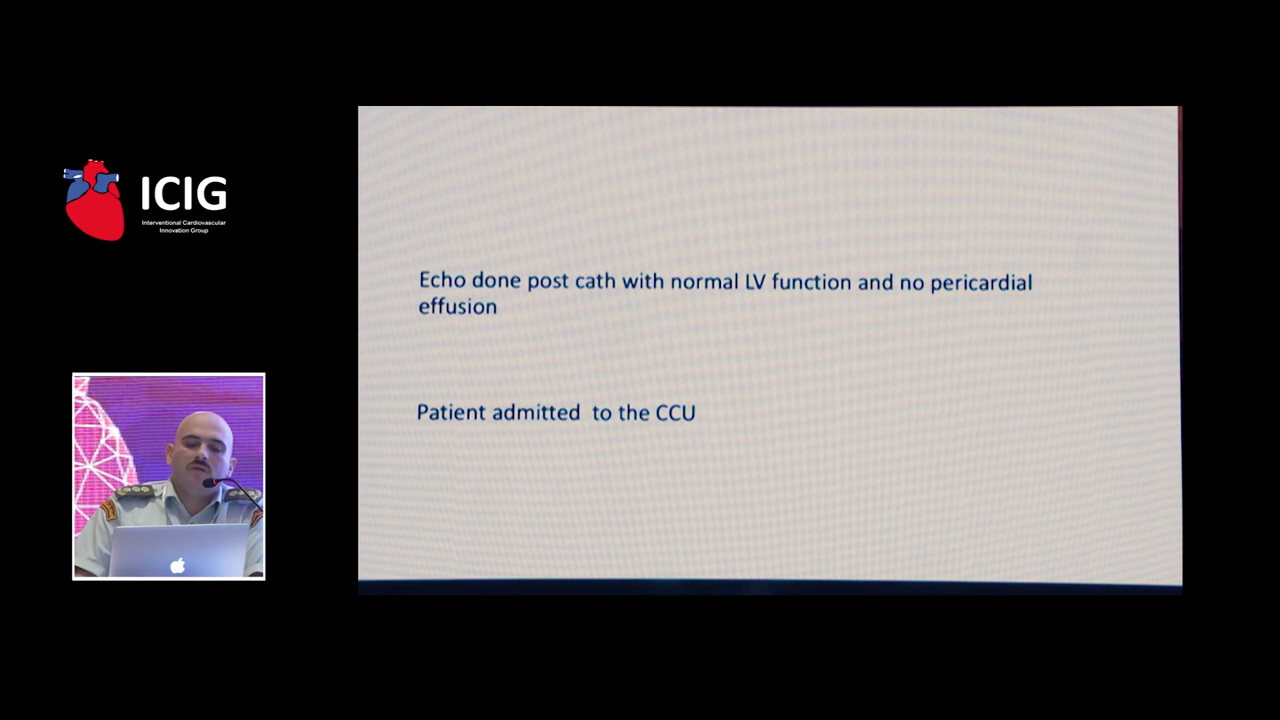 ICIG
Interventional Cardiovascular
Innovation Group
Echo done post cath with normal LV function and no pericardial
effusion
Patient admitted to the CCU